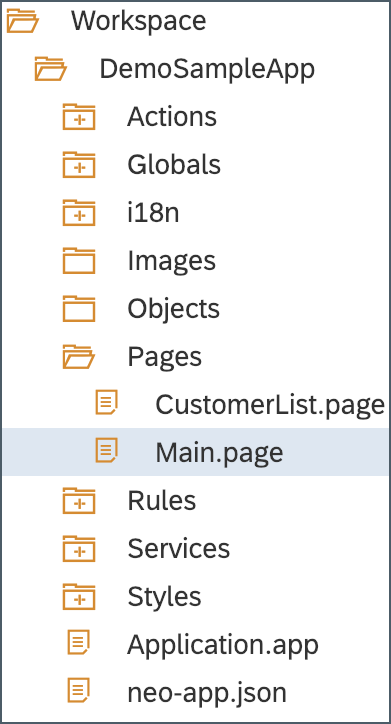 Workspace
DemoSampleApp
Actions
Globals
i18n
Images
Objects
Pages
CustomerList.page
Main.page
Rules
Services
Styles
Application.app
neo-app.json